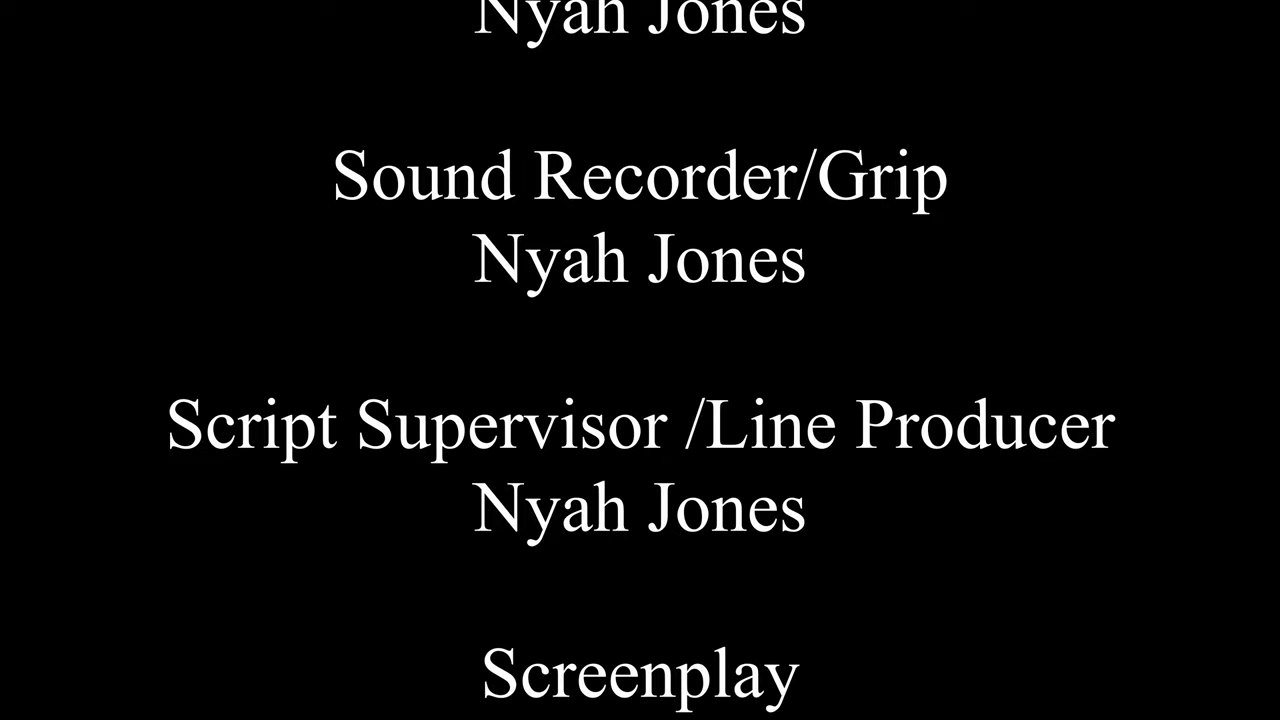 Nyah Jones
Sound Recorder/Grip
Nyah Jones
Script Supervisor /Line Producer
Nyah Jones
Screenplay